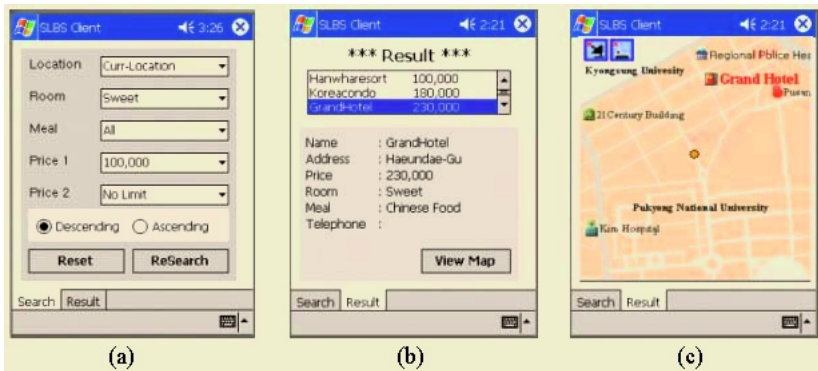 SLBS Client 3:26
Location Curr-Location
Room Sweet
Meal All
Price 1 100,000
Price 2 No Limit
Descending Ascending
Reset ReSearch
Search Result
(a)
SLBS Client 2:21
*** Result ***
Hanwharesort 100,000
Koreacondo 180,000
GrandHotel 230,000
Name : GrandHotel
Address : Haeundae-Gu
Price : 230,000
Room : Sweet
Meal : Chinese Food
Telephone :
View Map
Search Result
(b)
SLBS Client 2:21
Regional Police Hea
Kyongsung University
Grand Hotel
Pusan
21 Century Building
Pukyong National University
Kim Hospital
Search Result
(c)